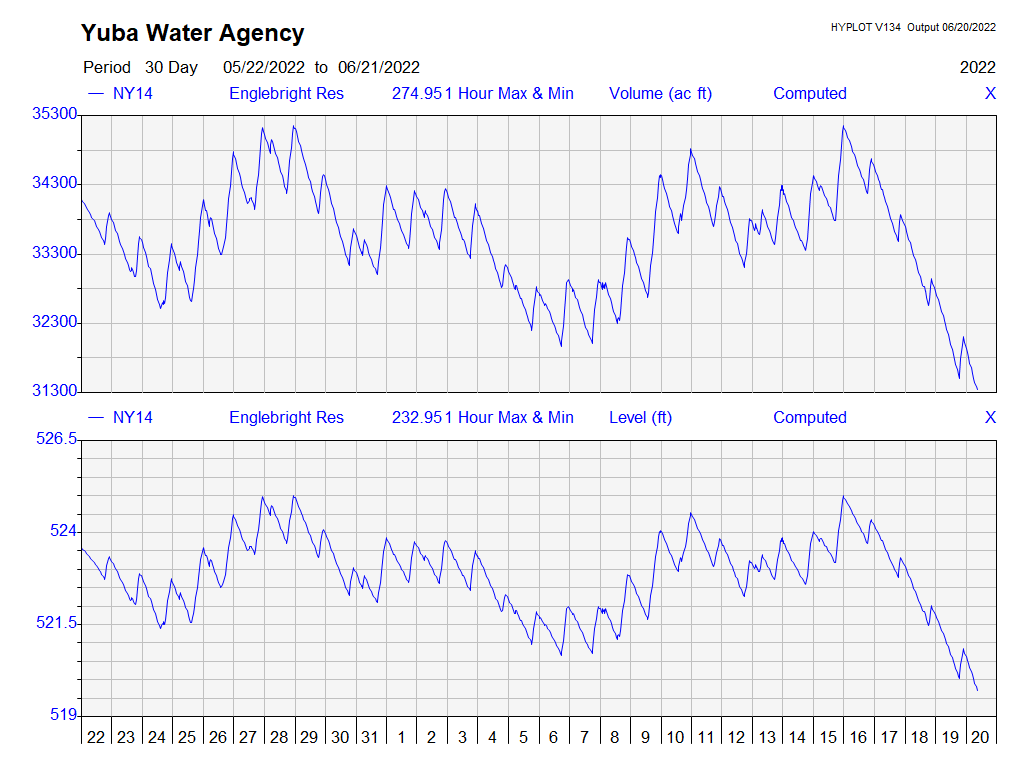 Yuba Water Agency
HYPLOT V134 Output 06/20/2022
Period 30 Day 05/22/2022 to 06/21/2022 2022
NY14 Englebright Res 274.95 1 Hour Max & Min Volume (ac ft) Computed X
35300
34300
33300
32300
31300
NY14 Englebright Res 232.95 1 Hour Max & Min Level (ft) Computed X
526.5
524
521.5
519
22 23 24 25 26 27 28 29 30 31 1 2 3 4 5 6 7 8 9 10 11 12 13 14 15 16 17 18 19 20